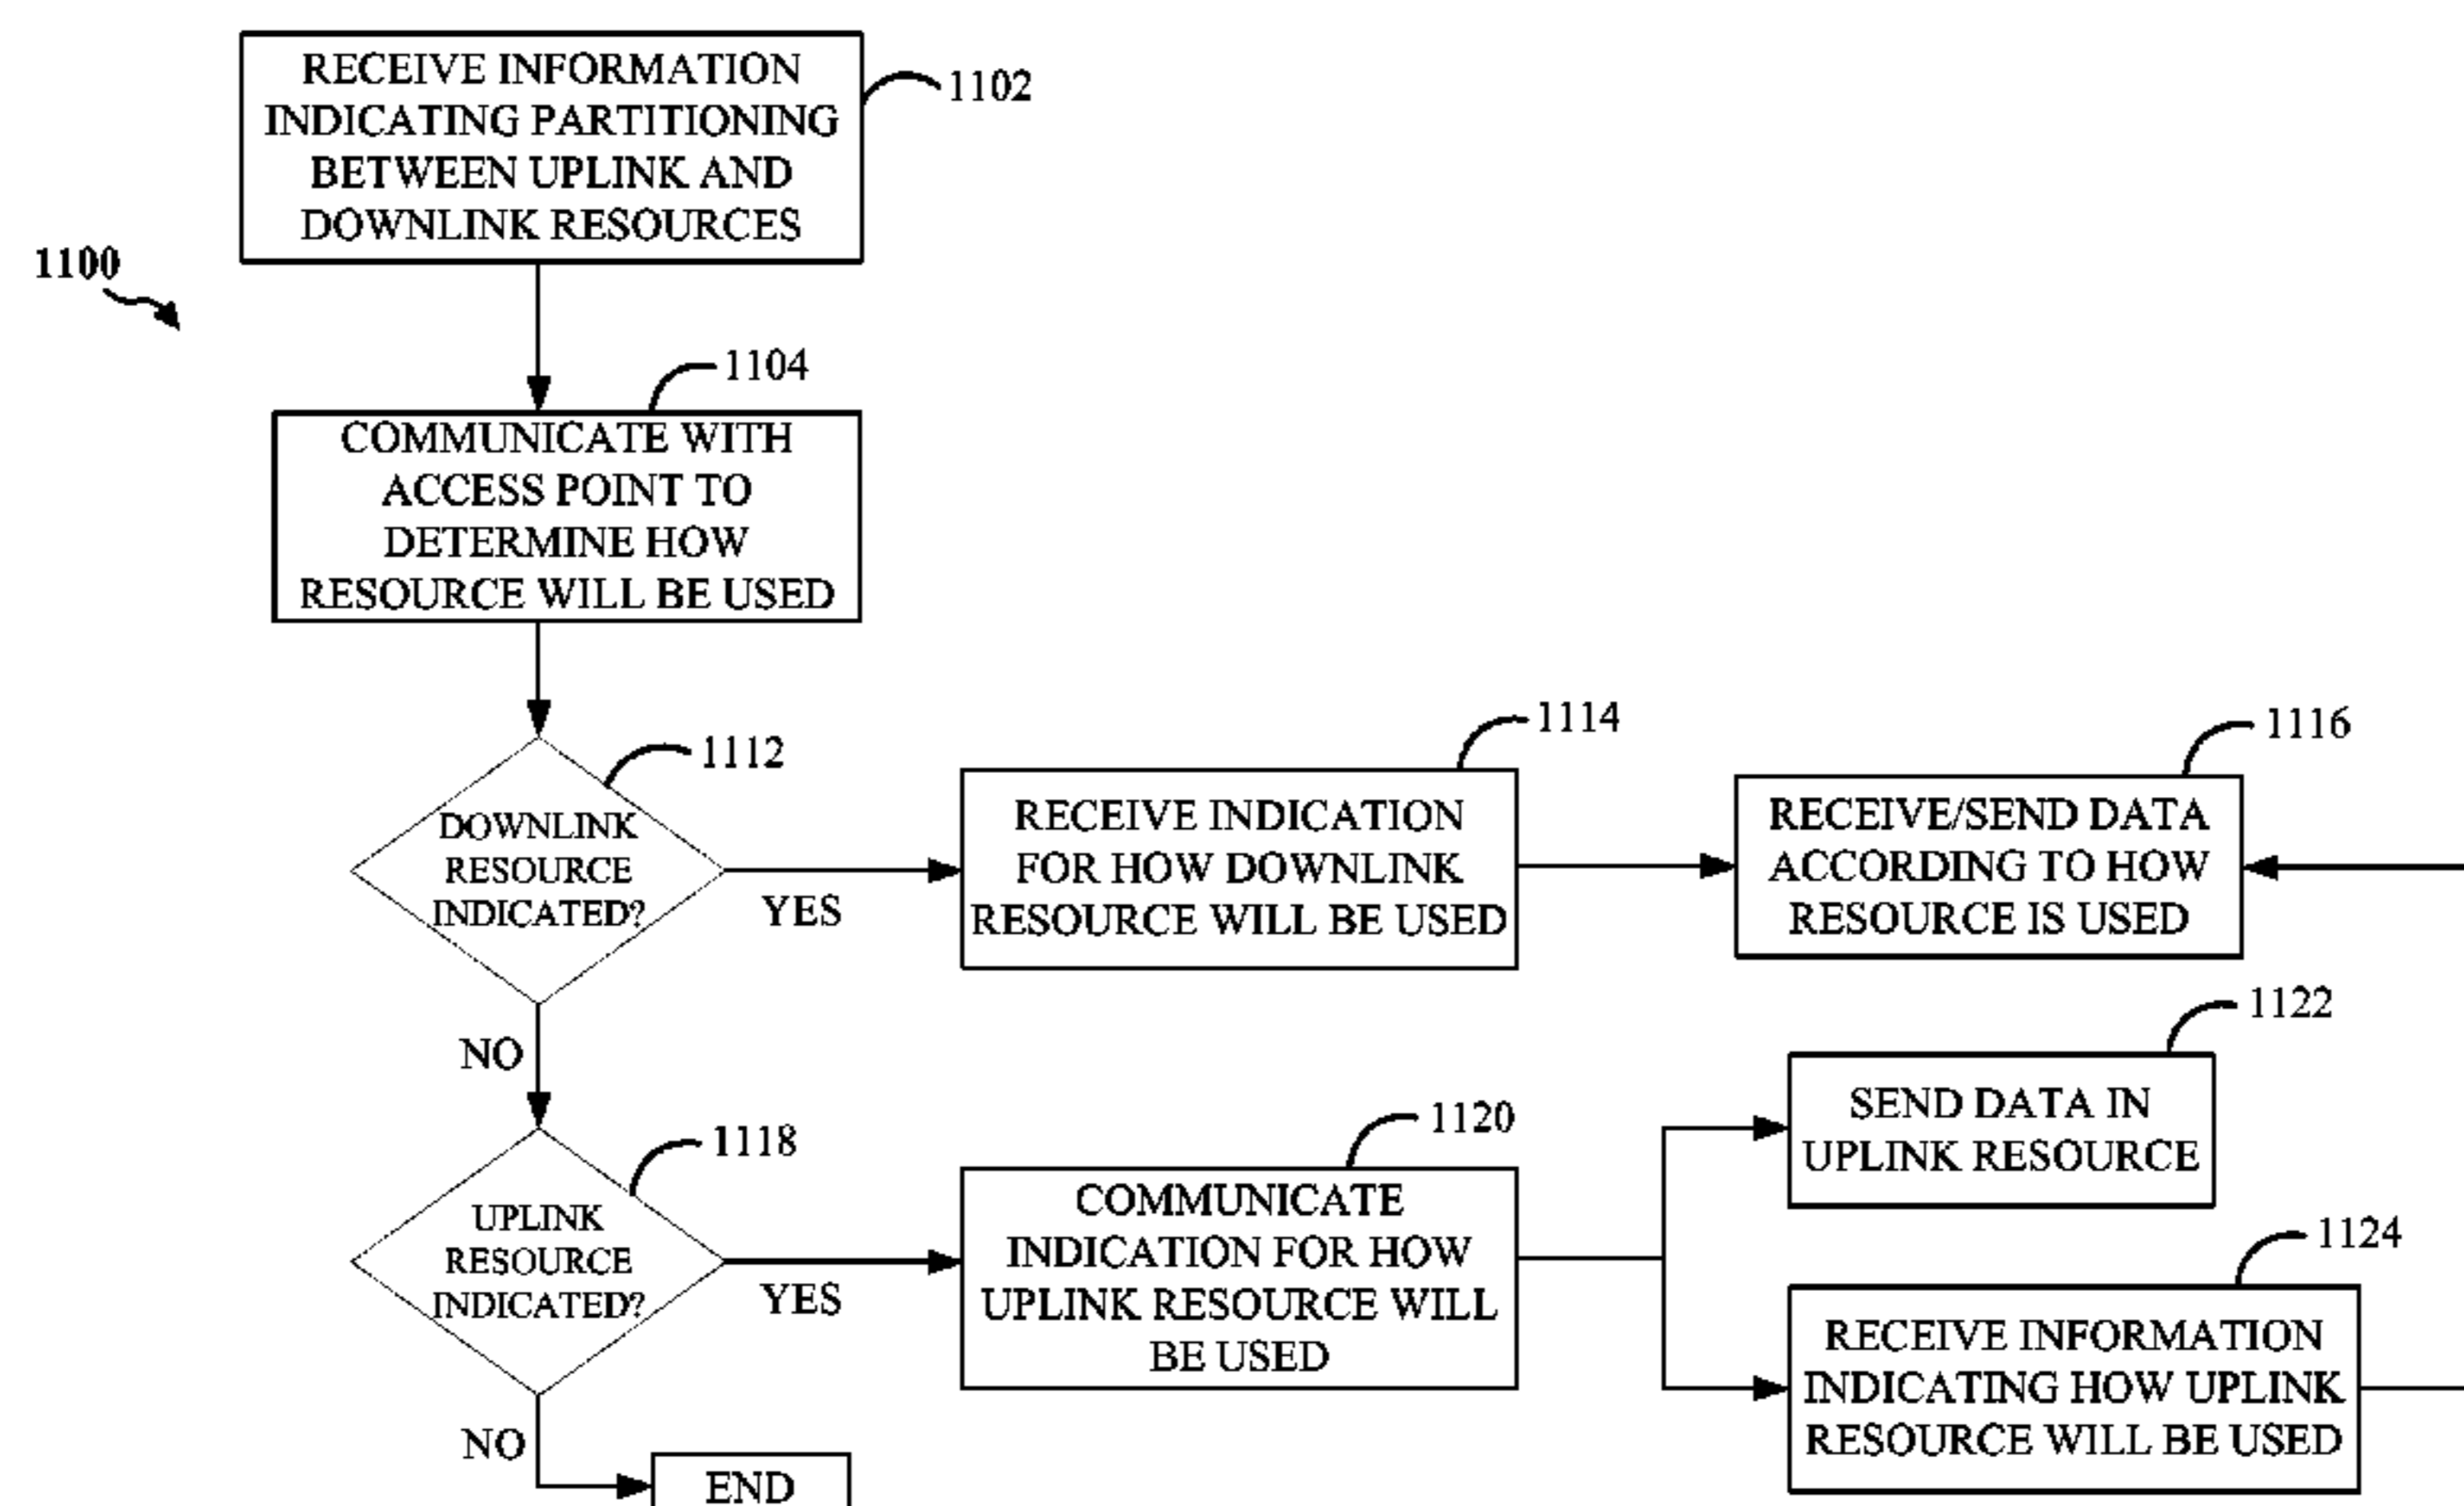 RECEIVE INFORMATION
INDICATING PARTITIONING
BETWEEN UPLINK AND
DOWNLINK RESOURCES
1102
1100
1104
COMMUNICATE WITH
ACCESS POINT TO
DETERMINE HOW
RESOURCE WILL BE USED
1112
DOWNLINK
RESOURCE
INDICATED?
YES
1114
RECEIVE INDICATION
FOR HOW DOWNLINK
RESOURCE WILL BE USED
1116
RECEIVE/SEND DATA
ACCORDING TO HOW
RESOURCE IS USED
NO
1118
UPLINK
RESOURCE
INDICATED?
YES
1120
COMMUNICATE
INDICATION FOR HOW
UPLINK RESOURCE WILL
BE USED
1122
SEND DATA IN
UPLINK RESOURCE
1124
RECEIVE INFORMATION
INDICATING HOW UPLINK
RESOURCE WILL BE USED
NO
END